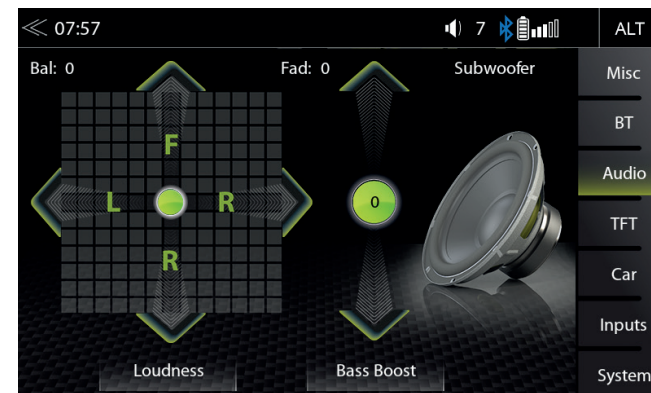 07:57 7 ALT
Bal: 0 Fad: 0 Subwoofer Misc
BT
F
Audio
L R 0
TFT
R
Car
Inputs
Loudness Bass Boost
System